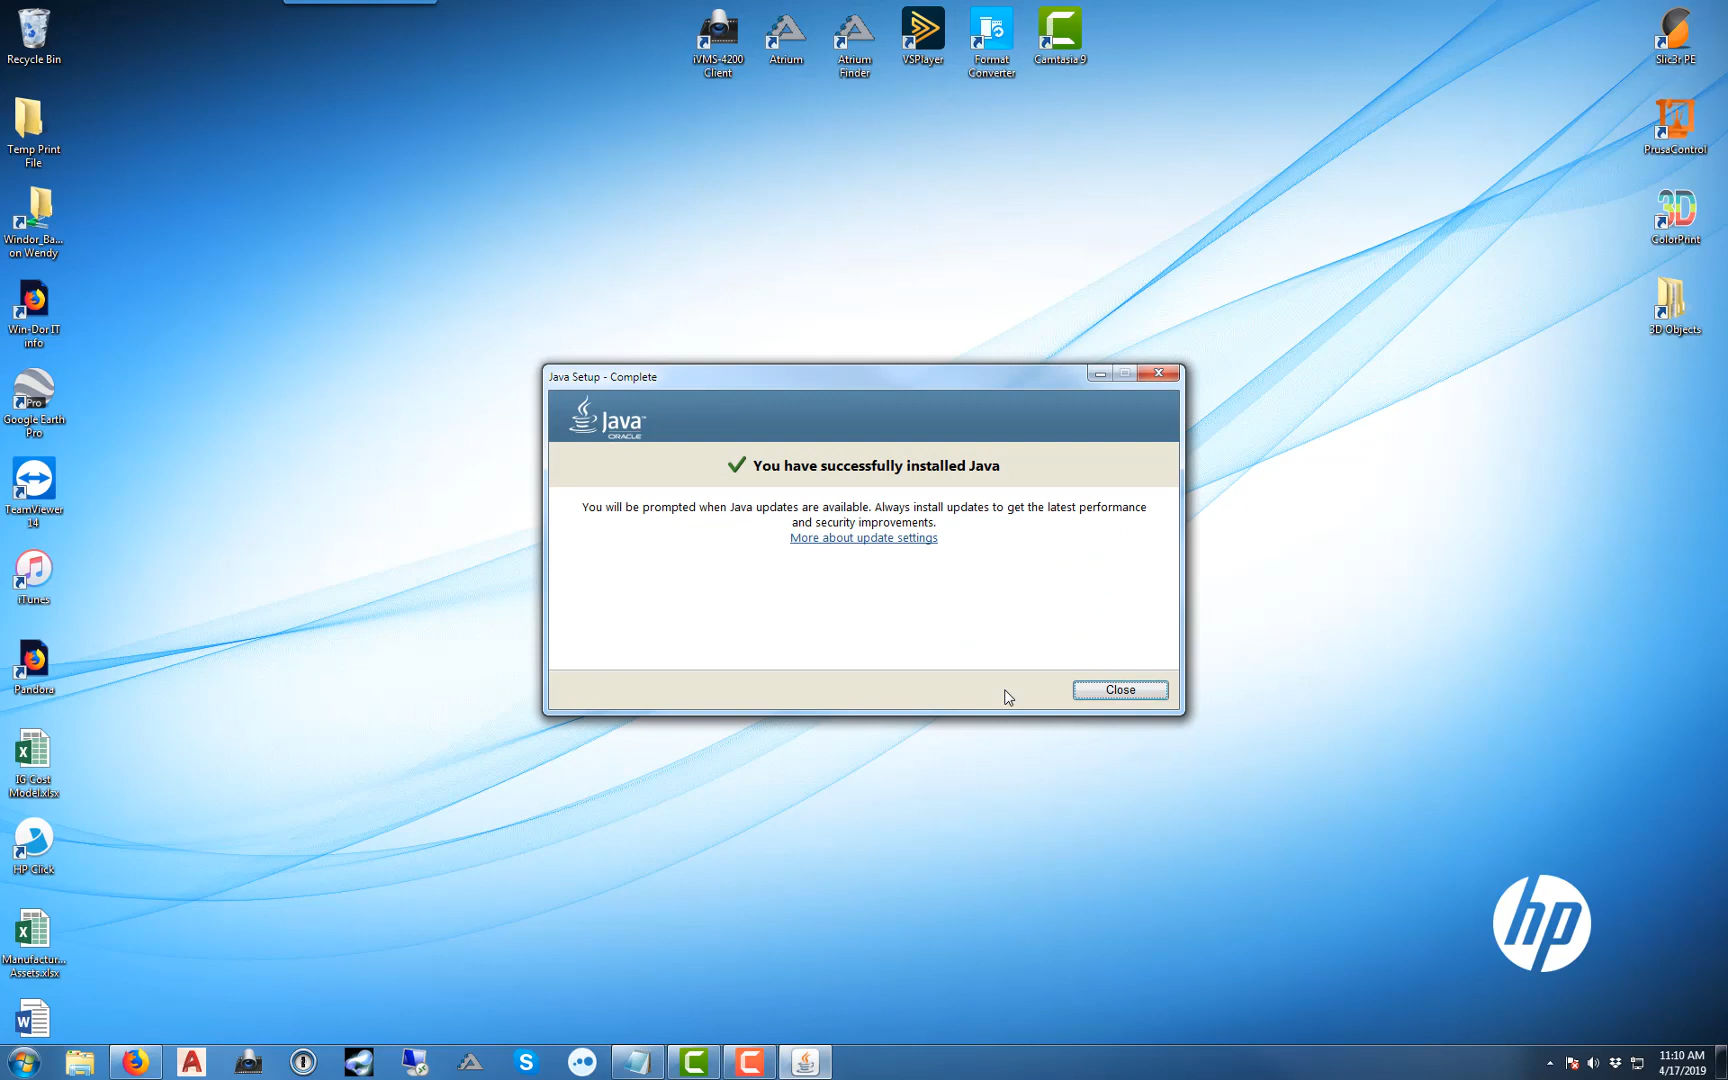 Recycle Bin
Temp Print
File
Windor_Ba...
on Wendy
Win-Dor IT
info
Pro
Google Earth
Pro
TeamViewer
14
iTunes
Pandora
IG Cost
Model.xlsx
HP Click
Manufactur...
Assets.xlsx
iVMS-4200
Client
Atrium
Atrium
Finder
VSPlayer
Format
Converter
Camtasia 9
Slic3r PE
PrusaControl
3D
ColorPrint
3D Objects
Java Setup - Complete
Java™
ORACLE
You have successfully installed Java
You will be prompted when Java updates are available. Always install updates to get the latest performance
and security improvements.
More about update settings
Close
hp
11:10 AM
4/17/2019